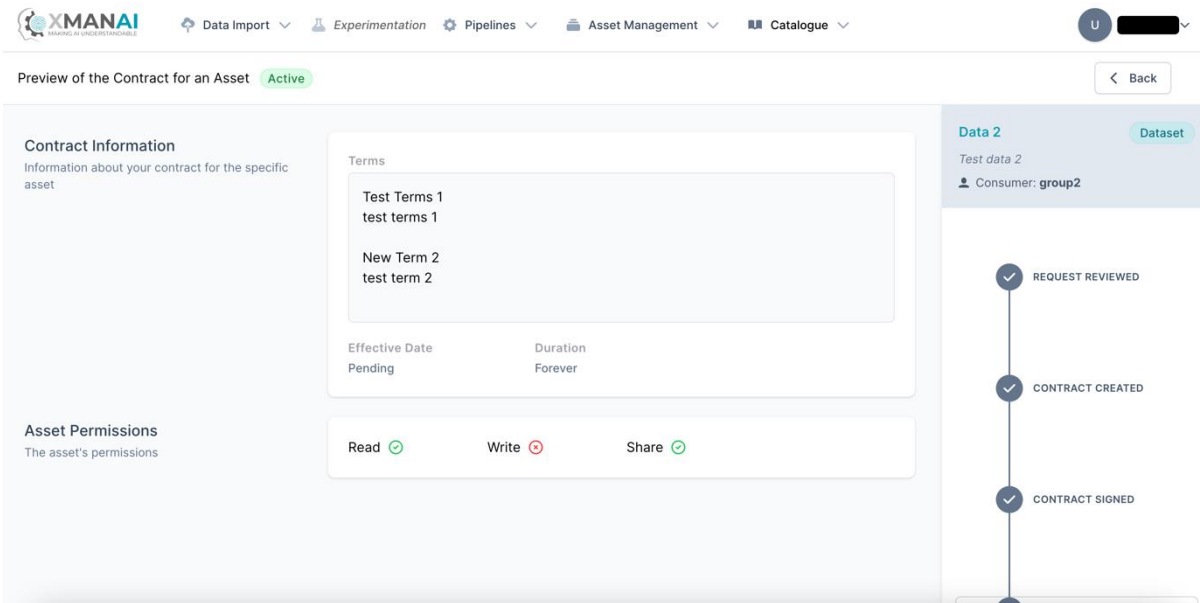 XMANAI
MAKING AI UNDERSTANDABLE
Data Import
Experimentation
Pipelines
Asset Management
Catalogue
U
Preview of the Contract for an Asset
Active
Back
Contract Information
Information about your contract for the specific
asset
Terms
Test Terms 1
test terms 1
New Term 2
test term 2
Effective Date
Duration
Pending
Forever
Asset Permissions
The asset's permissions
Read
Write
Share
Data 2
Dataset
Test data 2
Consumer: group2
REQUEST REVIEWED
CONTRACT CREATED
CONTRACT SIGNED